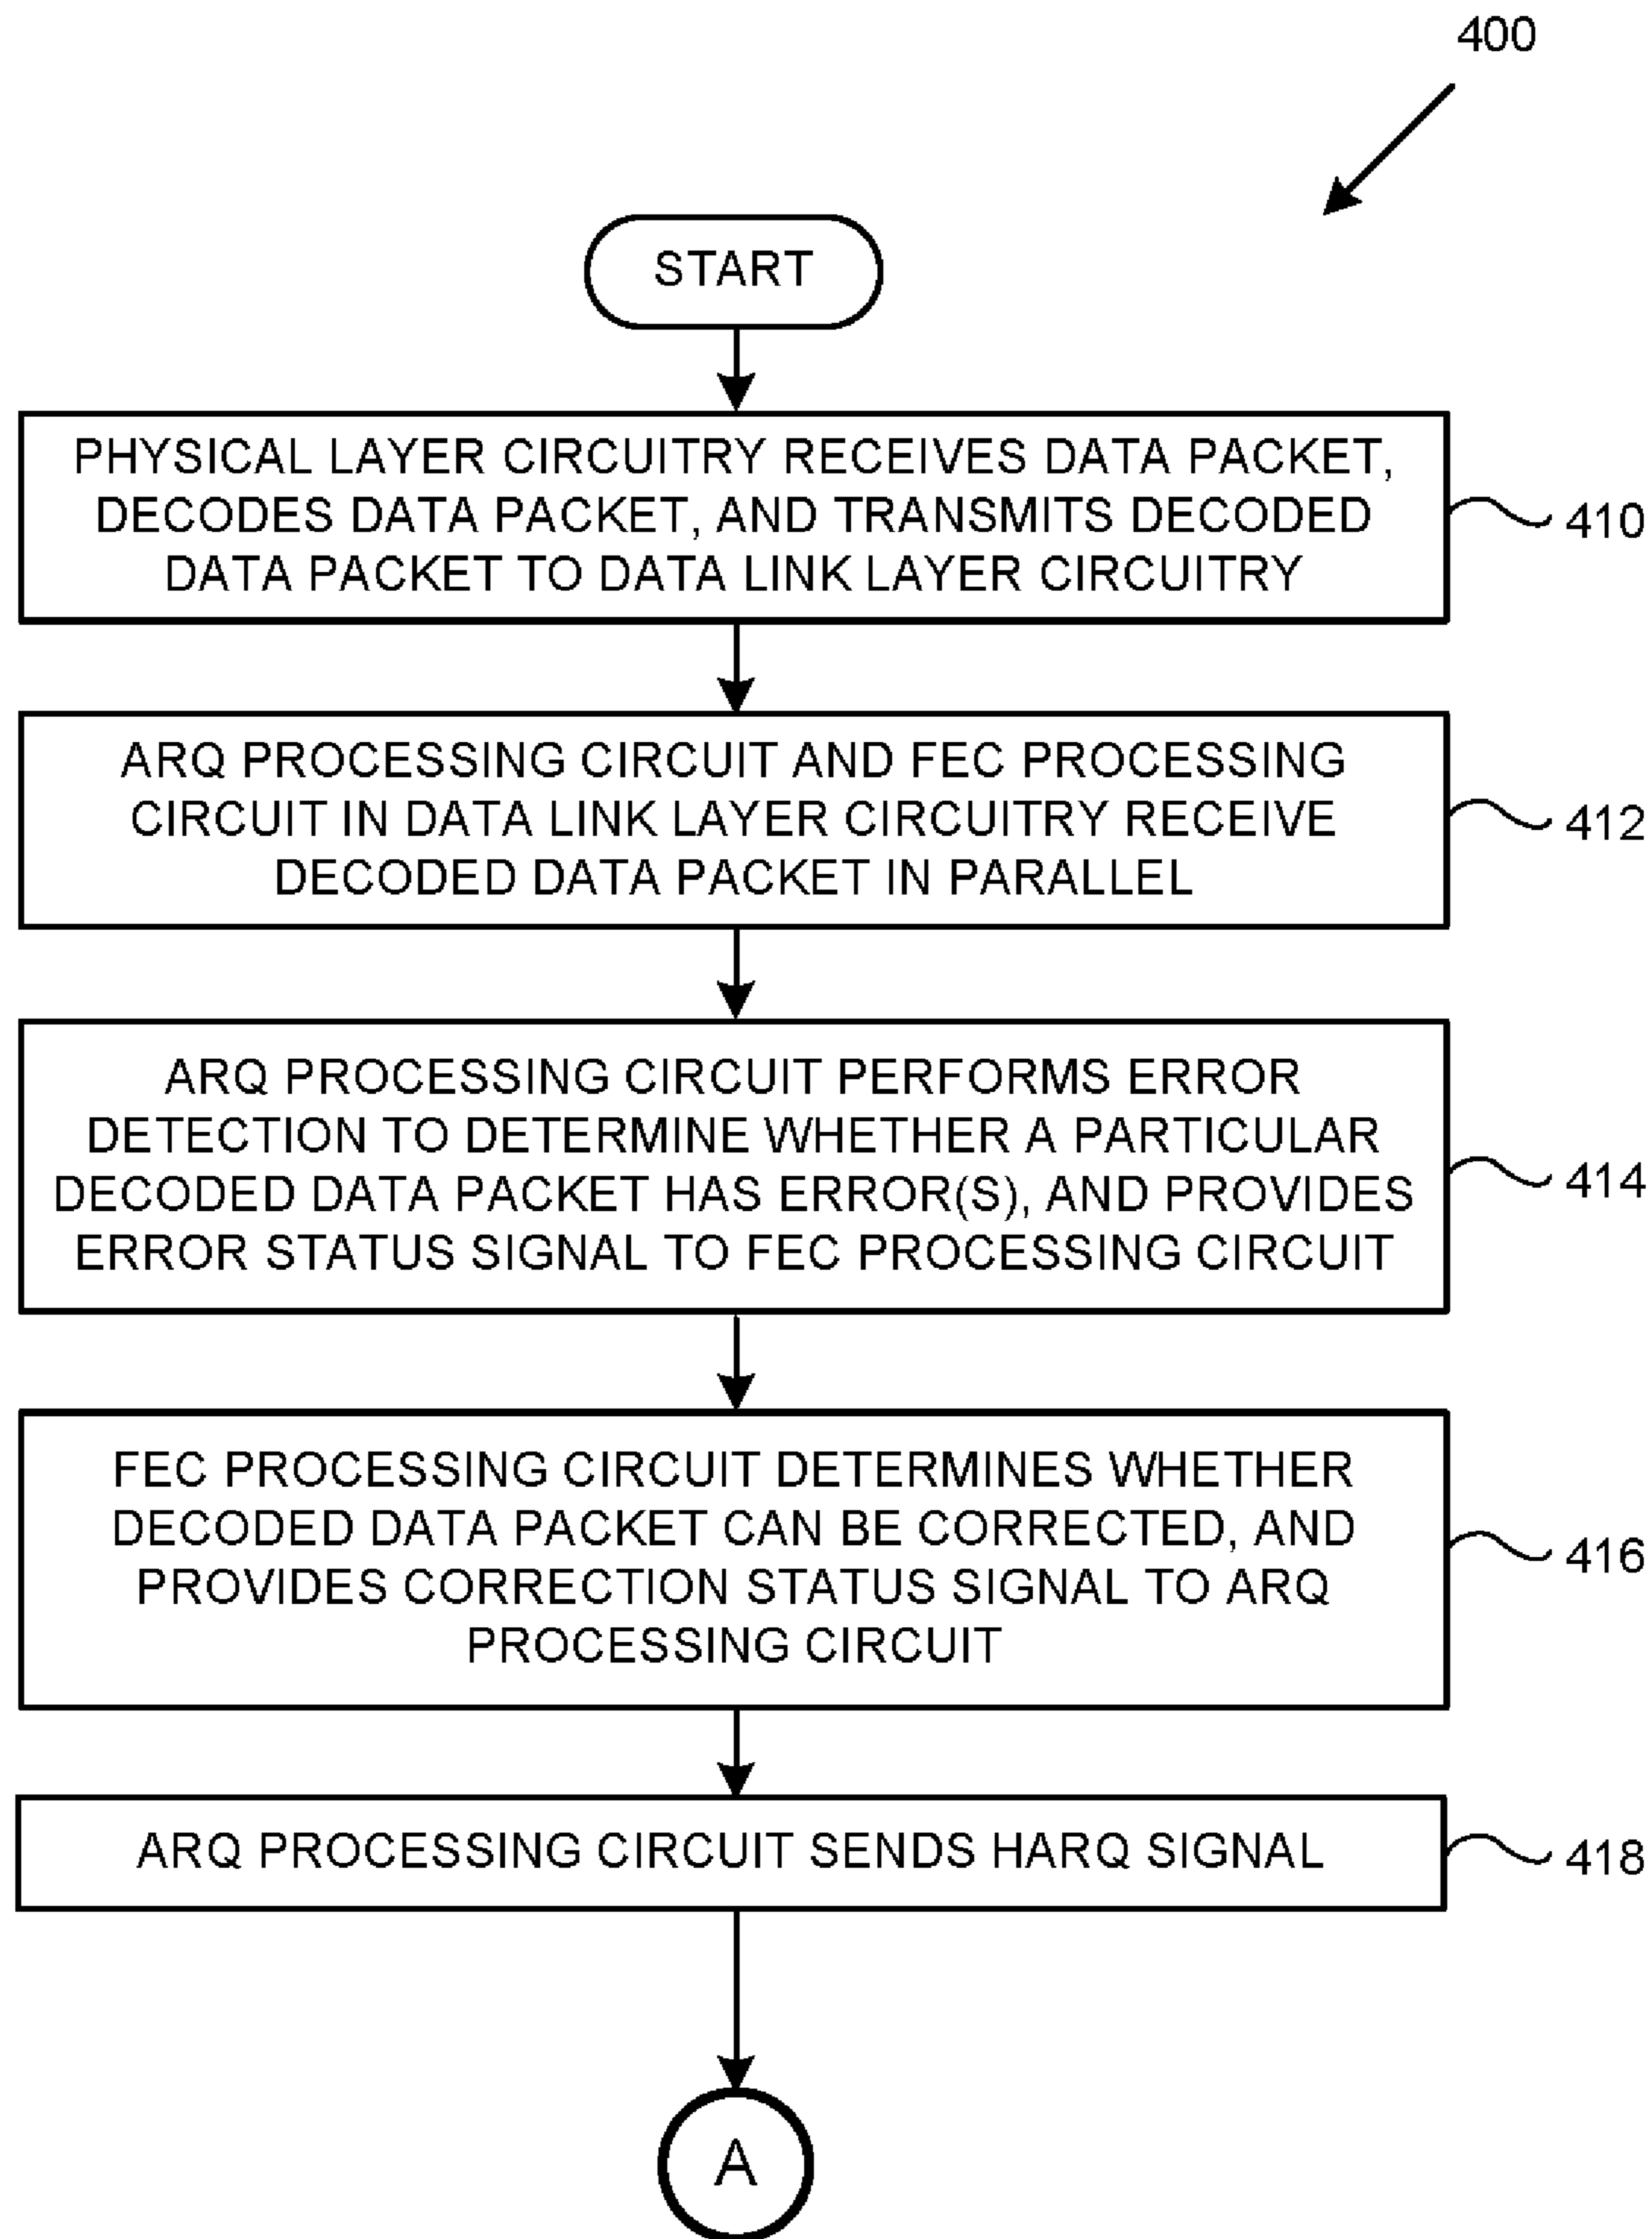 400
START
PHYSICAL LAYER CIRCUITRY RECEIVES DATA PACKET,
DECODES DATA PACKET, AND TRANSMITS DECODED
DATA PACKET TO DATA LINK LAYER CIRCUITRY
410
ARQ PROCESSING CIRCUIT AND FEC PROCESSING
CIRCUIT IN DATA LINK LAYER CIRCUITRY RECEIVE
DECODED DATA PACKET IN PARALLEL
412
ARQ PROCESSING CIRCUIT PERFORMS ERROR
DETECTION TO DETERMINE WHETHER A PARTICULAR
DECODED DATA PACKET HAS ERROR(S), AND PROVIDES
ERROR STATUS SIGNAL TO FEC PROCESSING CIRCUIT
414
FEC PROCESSING CIRCUIT DETERMINES WHETHER
DECODED DATA PACKET CAN BE CORRECTED, AND
PROVIDES CORRECTION STATUS SIGNAL TO ARQ
PROCESSING CIRCUIT
416
ARQ PROCESSING CIRCUIT SENDS HARQ SIGNAL
418
A